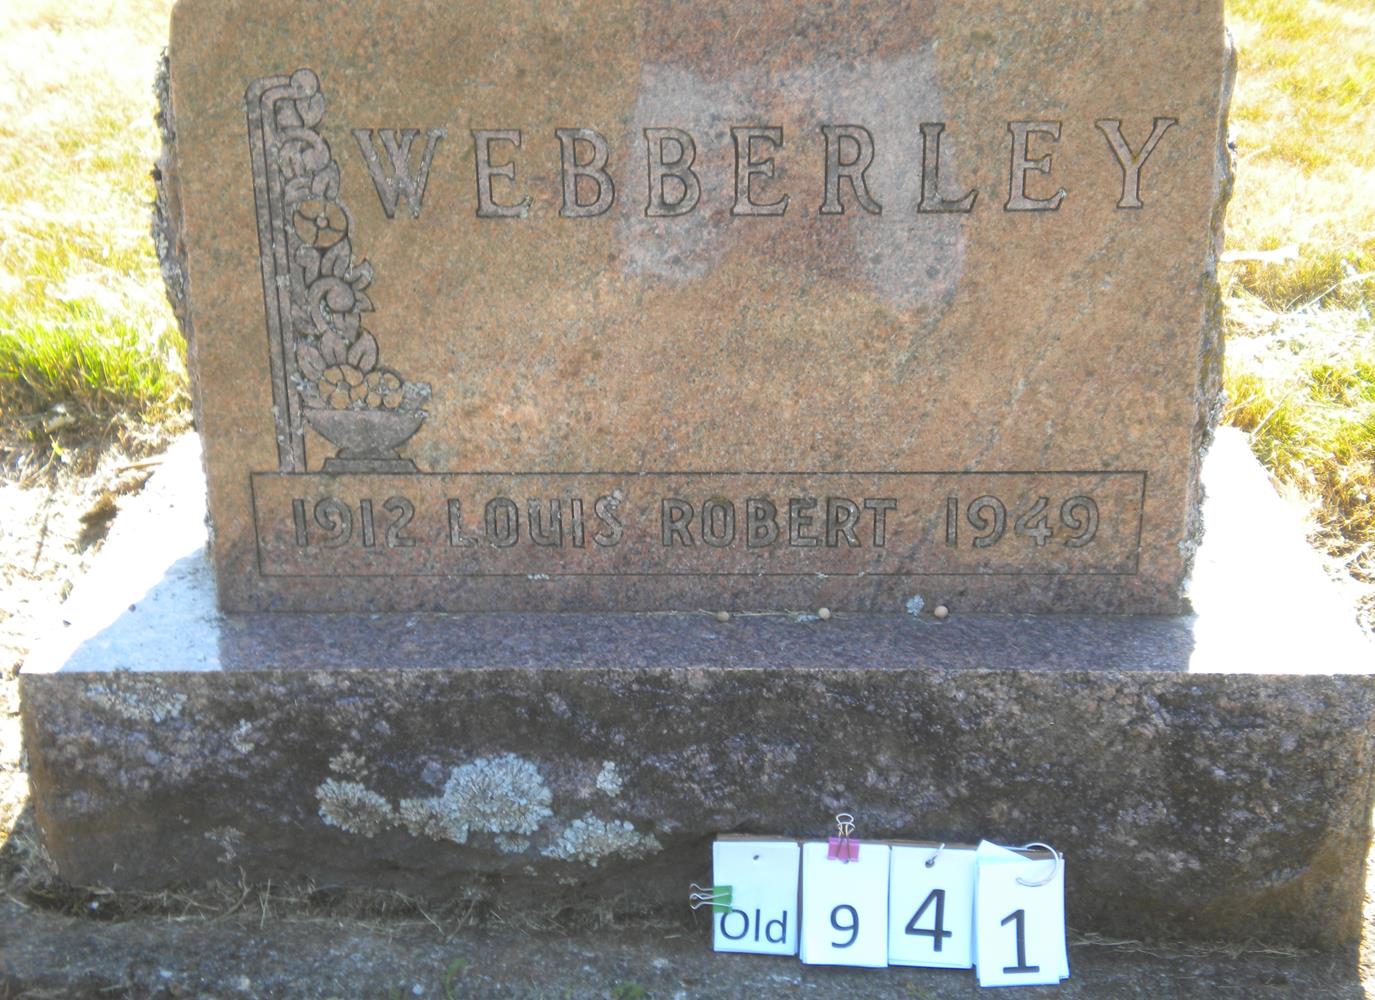 WEBBERLEY
1912 LOUIS ROBERT 1949
Old 9 4 1